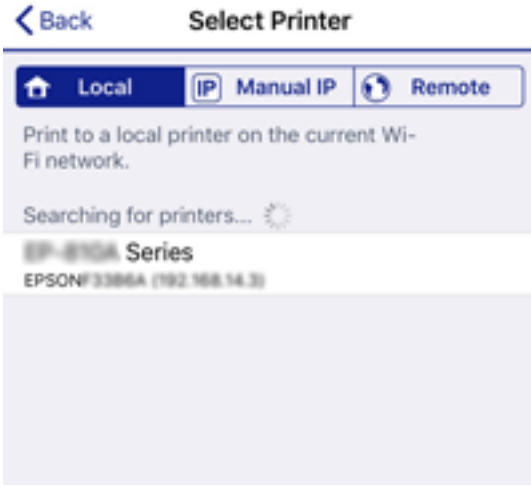 Back
Select Printer
Local
IP Manual IP
Remote
Print to a local printer on the current Wi-
Fi network.
Searching for printers...
Series
EPSON